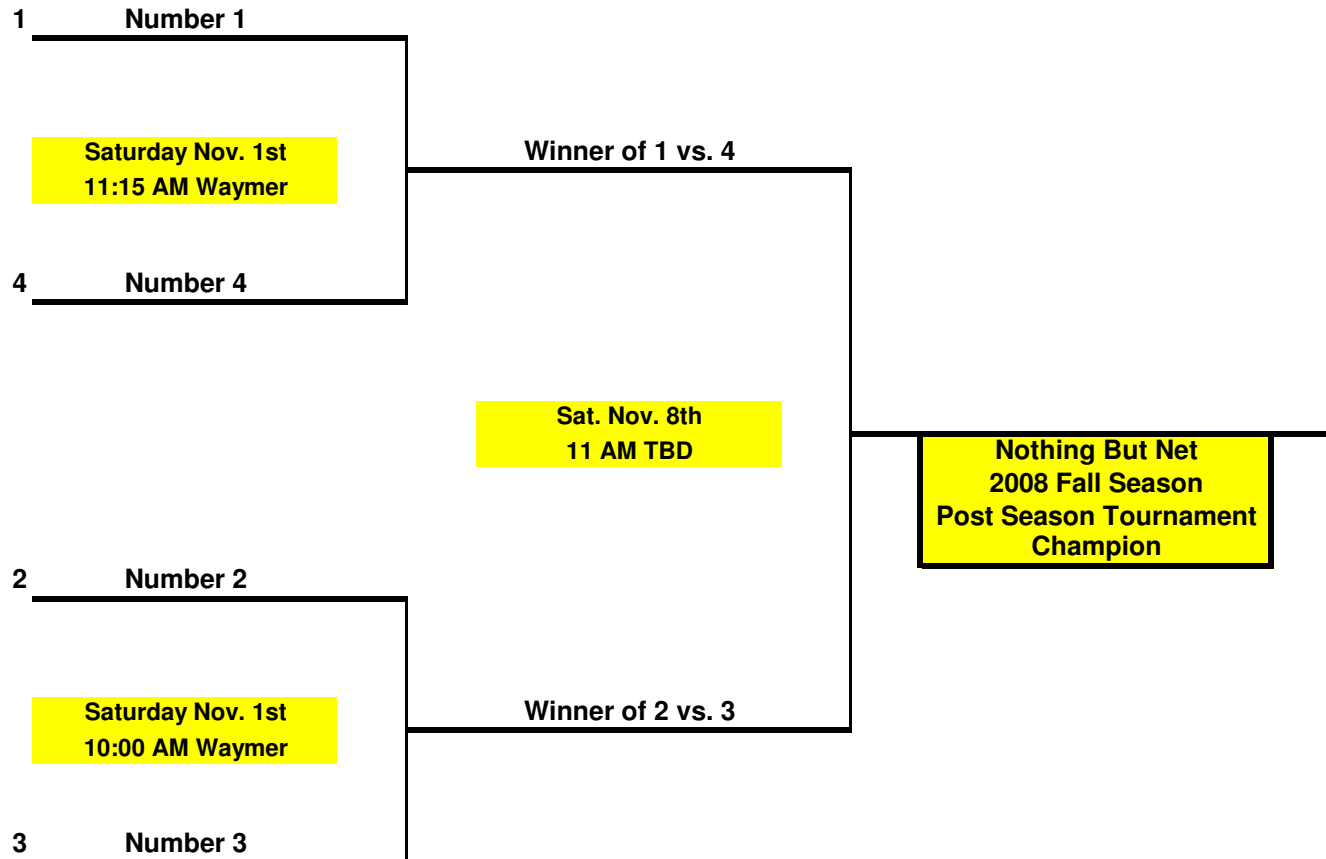 1 Number 1
Saturday Nov. 1st
11:15 AM Waymer
Winner of 1 vs. 4
4 Number 4
Sat. Nov. 8th
11 AM TBD
Nothing But Net
2008 Fall Season
Post Season Tournament
Champion
2 Number 2
Saturday Nov. 1st
10:00 AM Waymer
Winner of 2 vs. 3
3 Number 3